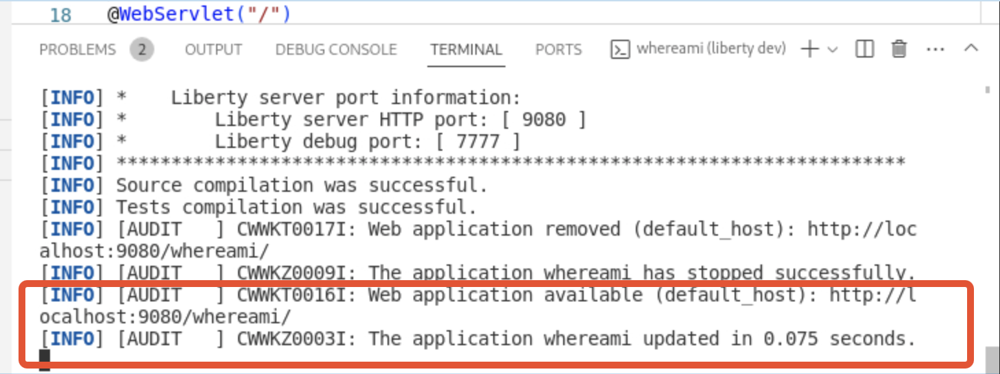 18 @WebServlet("/")
PROBLEMS 2 OUTPUT DEBUG CONSOLE TERMINAL PORTS whereami (liberty dev)
[INFO] *    Liberty server port information:
[INFO] *        Liberty server HTTP port: [ 9080 ]
[INFO] *        Liberty debug port: [ 7777 ]
[INFO] ************************************************************************
[INFO] Source compilation was successful.
[INFO] Tests compilation was successful.
[INFO] [AUDIT   ] CWWKT0017I: Web application removed (default_host): http://loc
alhost:9080/whereami/
[INFO] [AUDIT   ] CWWKZ0009I: The application whereami has stopped successfully.
[INFO] [AUDIT   ] CWWKT0016I: Web application available (default_host): http://l
ocalhost:9080/whereami/
[INFO] [AUDIT   ] CWWKZ0003I: The application whereami updated in 0.075 seconds.